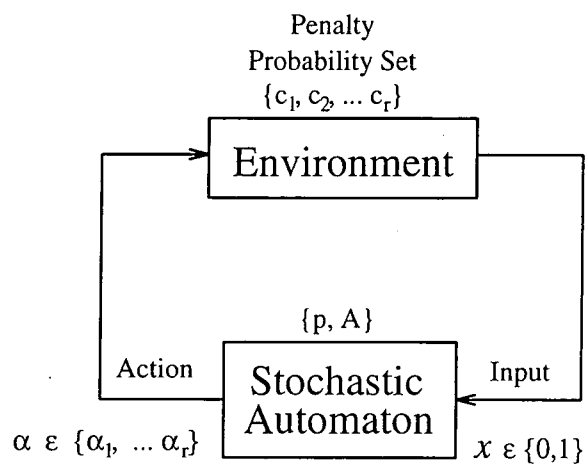 Penalty
Probability Set
{c₁, c₂, ... cᵣ}
Environment
{p, A}
Action
Stochastic
Automaton
Input
α ε {α₁, ... αᵣ}
x ε {0,1}